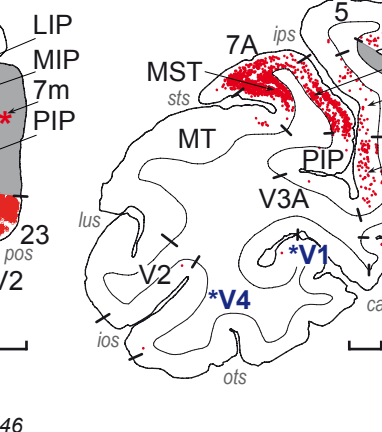 LIP
MIP
7m
*
PIP
23
pos
V2
5
ips
7A
MST
sts
MT
PIP
V3A
lus
*V1
V2
*V4
ca
ios
ots
46